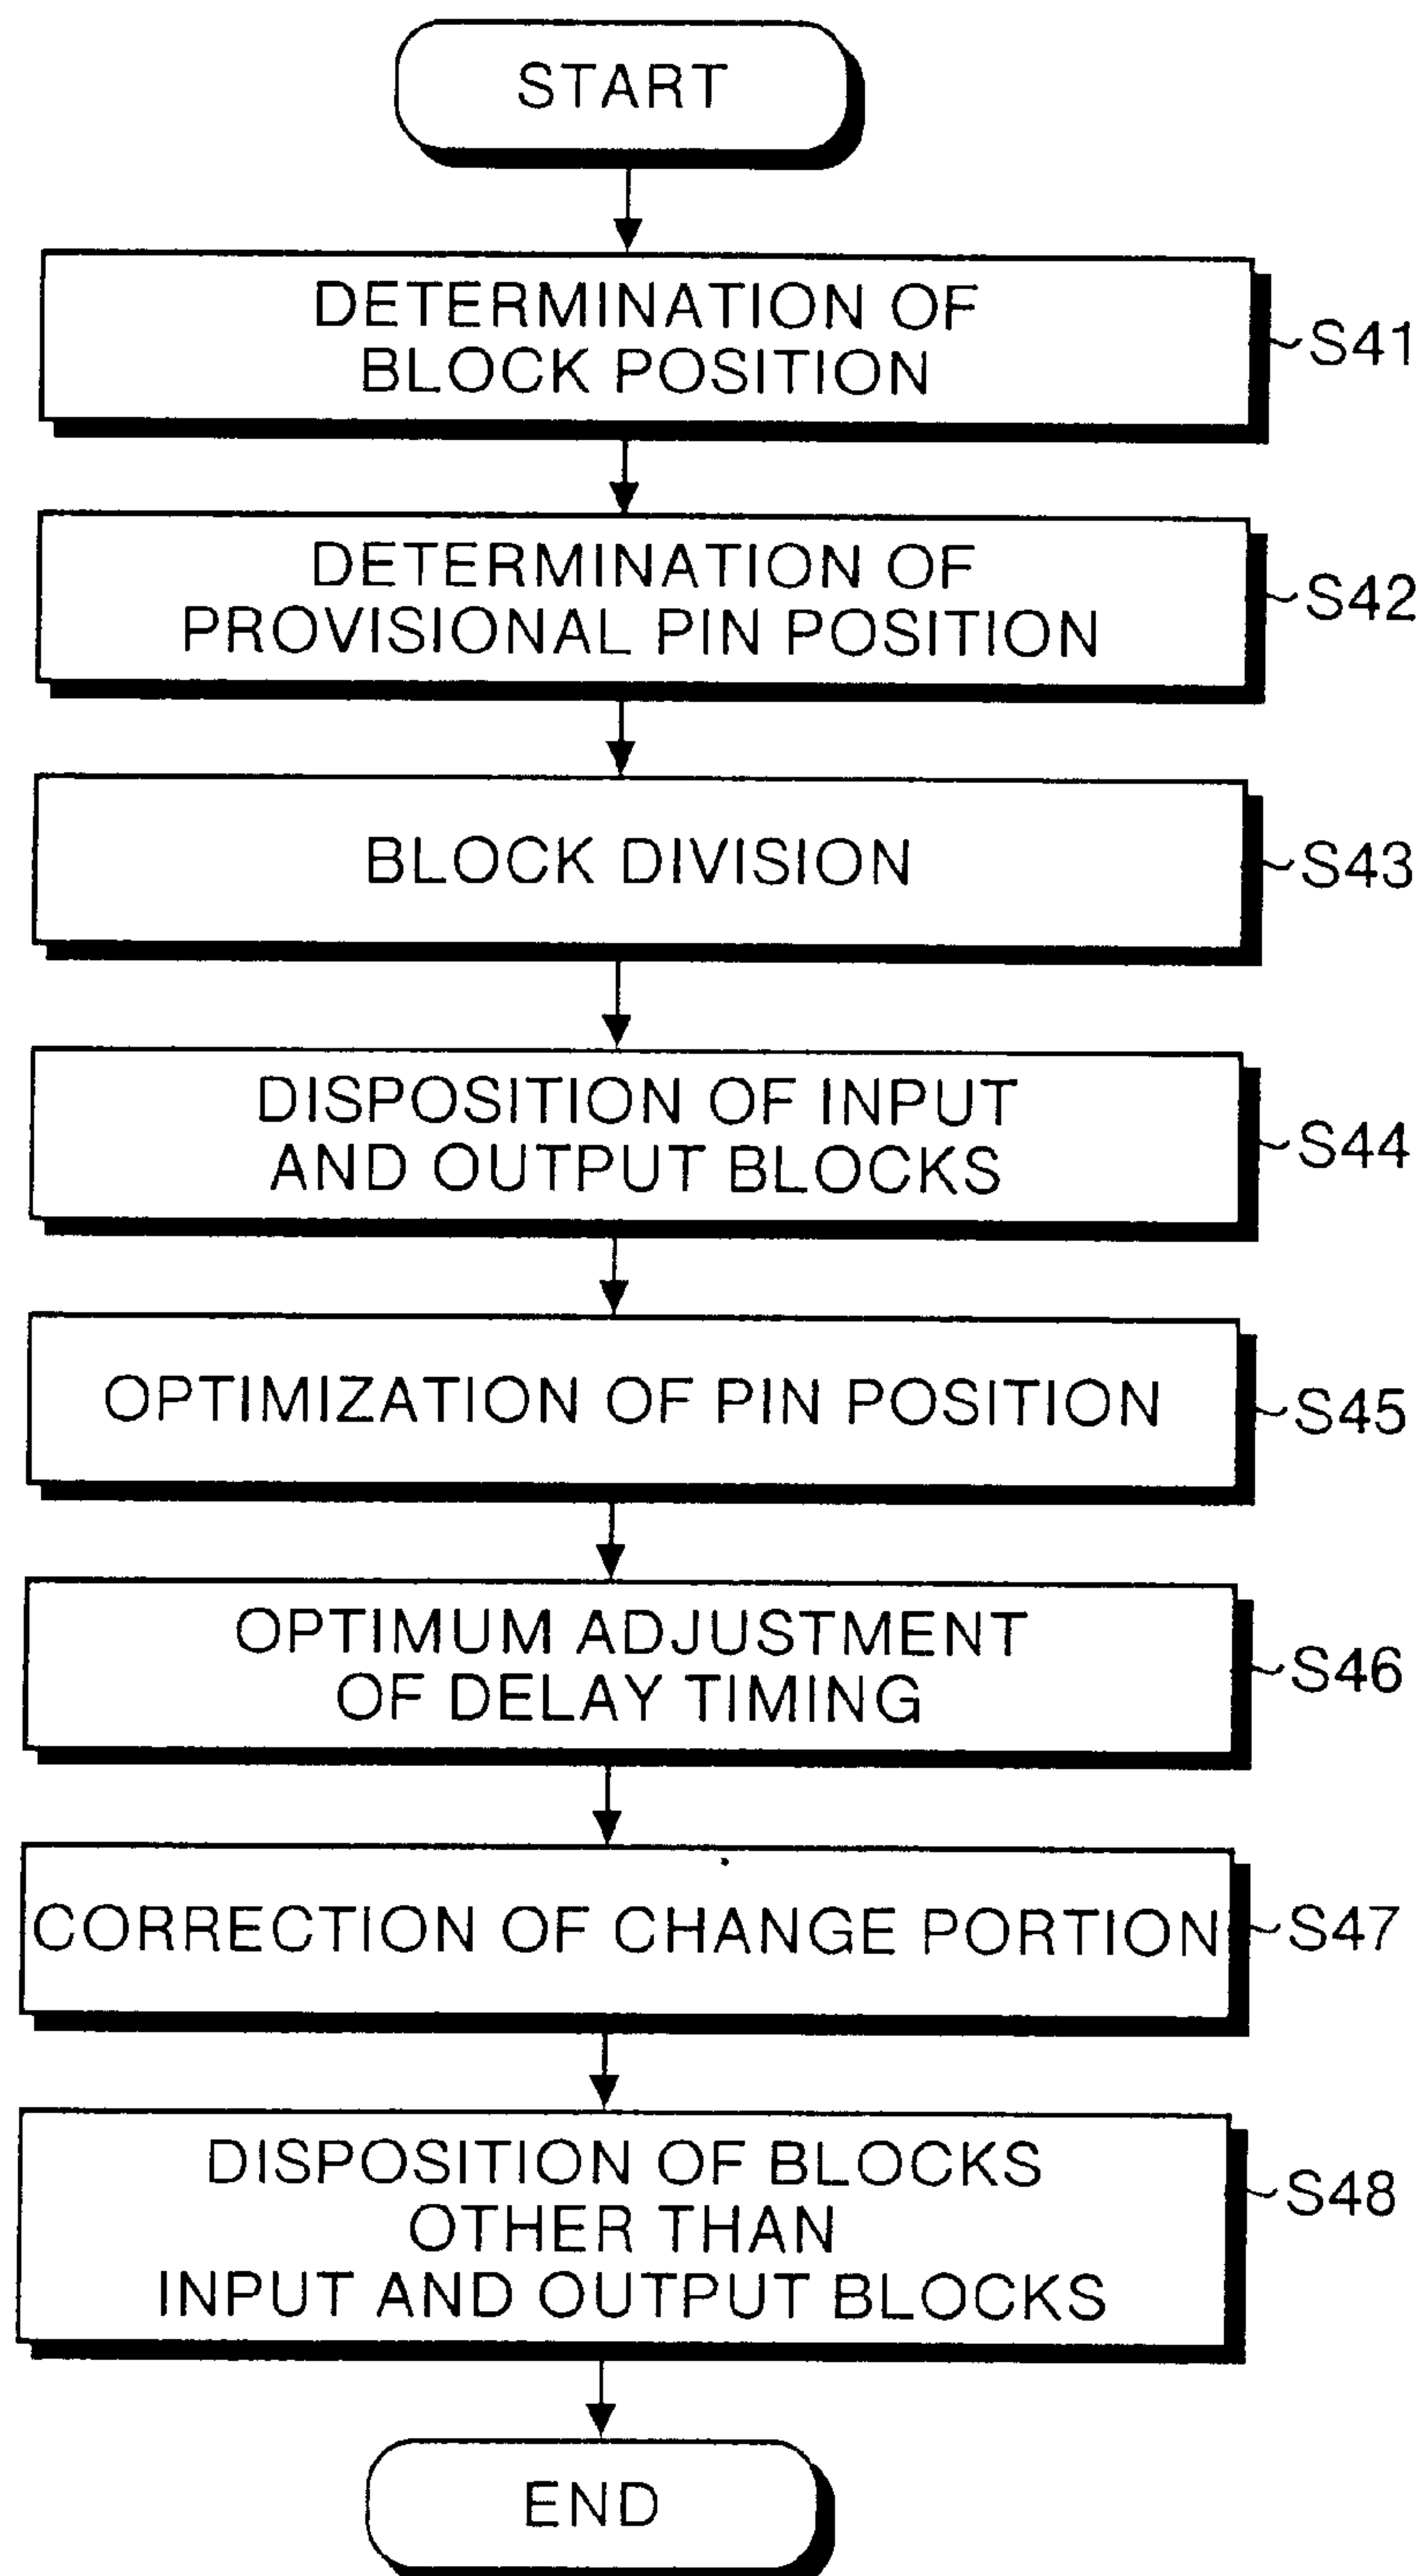 START
DETERMINATION OF
BLOCK POSITION
S41
DETERMINATION OF
PROVISIONAL PIN POSITION
S42
BLOCK DIVISION
S43
DISPOSITION OF INPUT
AND OUTPUT BLOCKS
S44
OPTIMIZATION OF PIN POSITION
S45
OPTIMUM ADJUSTMENT
OF DELAY TIMING
S46
CORRECTION OF CHANGE PORTION
S47
DISPOSITION OF BLOCKS
OTHER THAN
INPUT AND OUTPUT BLOCKS
S48
END